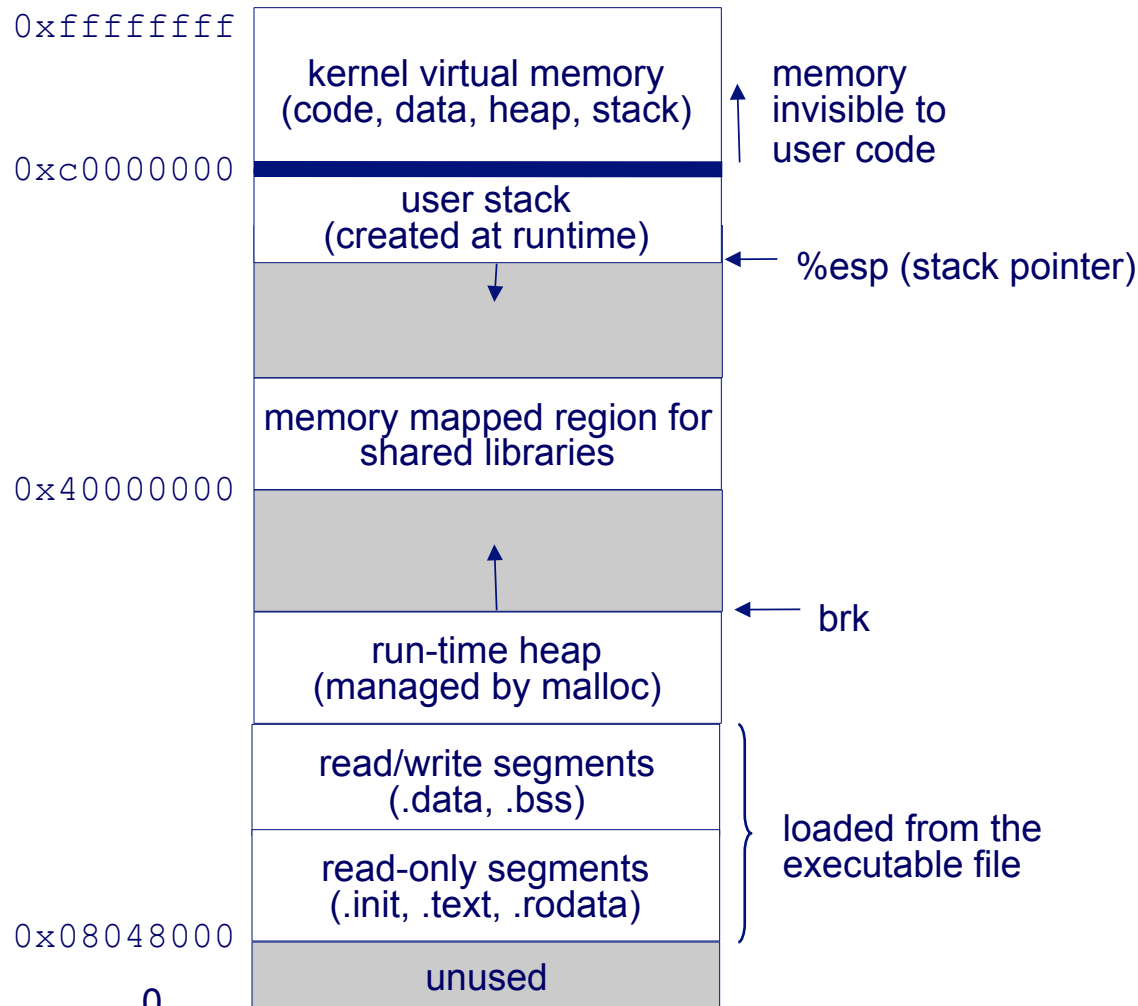 0xffffffff
kernel virtual memory
(code, data, heap, stack)
memory
invisible to
user code
0xc0000000
user stack
(created at runtime)
%esp (stack pointer)
memory mapped region for
shared libraries
0x40000000
brk
run-time heap
(managed by malloc)
read/write segments
(.data, .bss)
loaded from the
executable file
read-only segments
(.init, .text, .rodata)
0x08048000
unused
0